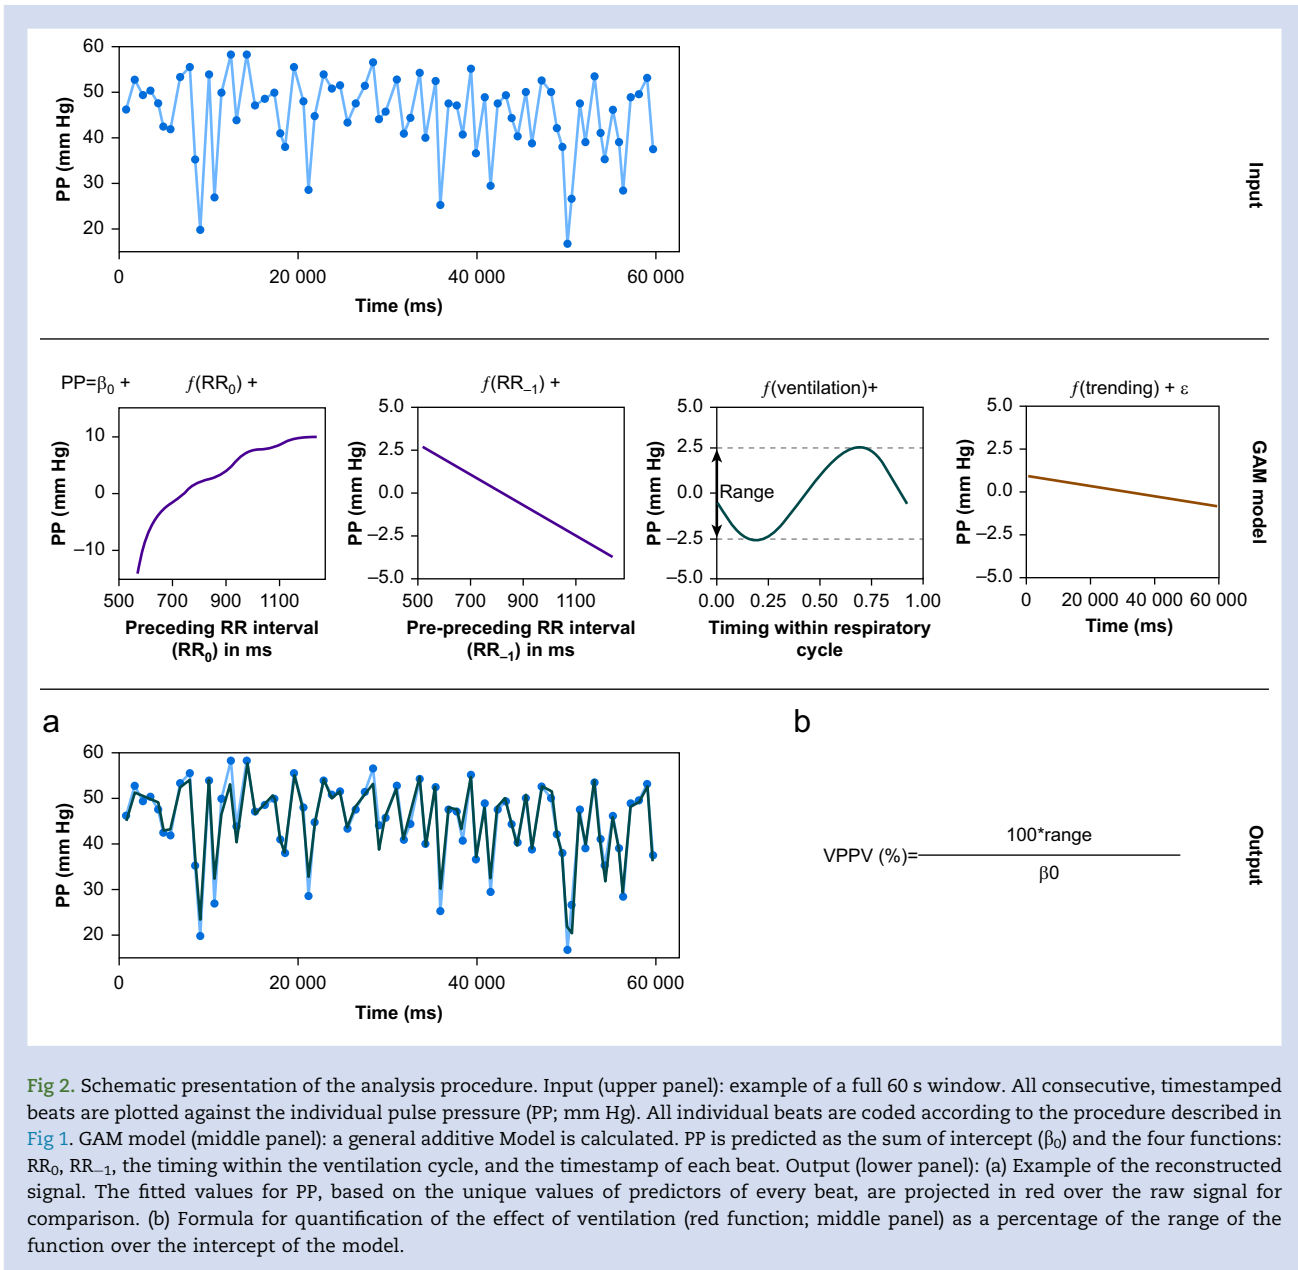 60
50
40
30
20
PP (mm Hg)
0
20 000
40 000
60 000
Time (ms)
Input
PP=β0 +
f(RR0) +
f(RR–1) +
f(ventilation)+
f(trending) + ε
10
0
–10
PP (mm Hg)
500
700
900
1100
Preceding RR interval
(RR0) in ms
5.0
2.5
0.0
–2.5
–5.0
PP (mm Hg)
500
700
900
1100
Pre-preceding RR interval
(RR–1) in ms
5.0
2.5
0.0
–2.5
–5.0
PP (mm Hg)
Range
0.00
0.25
0.50
0.75
1.00
Timing within respiratory
cycle
5.0
2.5
0.0
–2.5
–5.0
PP (mm Hg)
0
20 000
40 000
60 000
Time (ms)
GAM model
a
60
50
40
30
20
PP (mm Hg)
0
20 000
40 000
60 000
Time (ms)
b
VPPV (%)=
100*range
β0
Output
Fig 2. Schematic presentation of the analysis procedure. Input (upper panel): example of a full 60 s window. All consecutive, timestamped
beats are plotted against the individual pulse pressure (PP; mm Hg). All individual beats are coded according to the procedure described in
Fig 1. GAM model (middle panel): a general additive Model is calculated. PP is predicted as the sum of intercept (β0) and the four functions:
RR0, RR–1, the timing within the ventilation cycle, and the timestamp of each beat. Output (lower panel): (a) Example of the reconstructed
signal. The fitted values for PP, based on the unique values of predictors of every beat, are projected in red over the raw signal for
comparison. (b) Formula for quantification of the effect of ventilation (red function; middle panel) as a percentage of the range of the
function over the intercept of the model.